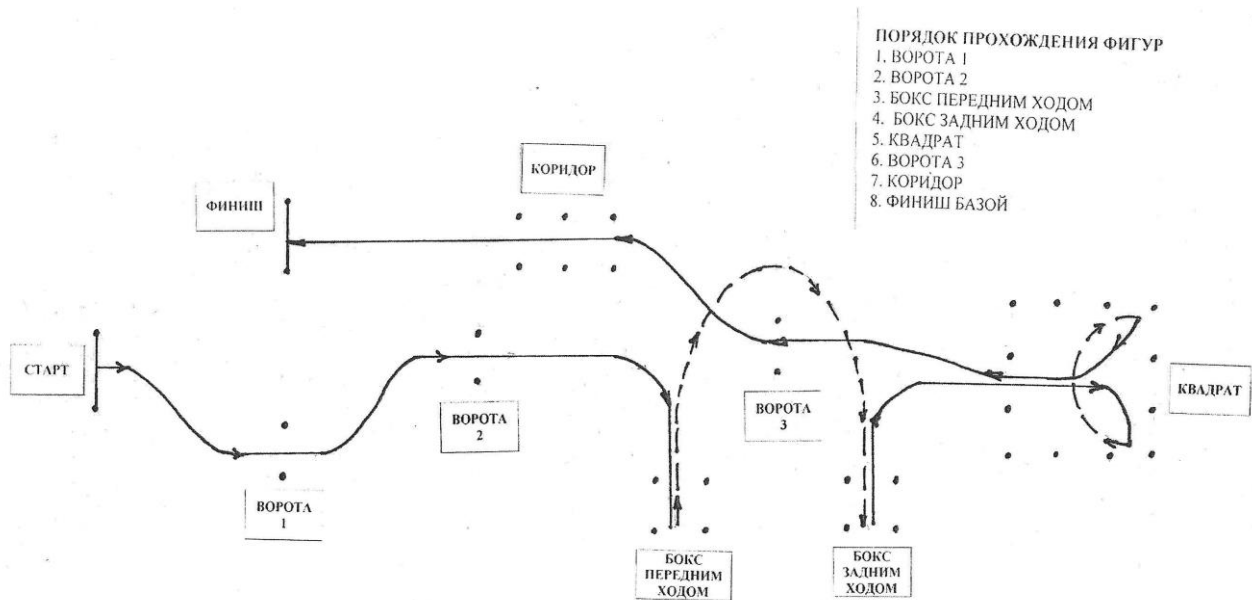 ПОРЯДОК ПРОХОЖДЕНИЯ ФИГУР
1. ВОРОТА 1
2. ВОРОТА 2
3. БОКС ПЕРЕДНИМ ХОДОМ
4. БОКС ЗАДНИМ ХОДОМ
5. КВАДРАТ
6. ВОРОТА 3
7. КОРИДОР
8. ФИНИШ БАЗОЙ
КОРИДОР
ФИНИШ
СТАРТ
КВАДРАТ
ВОРОТА
2
ВОРОТА
3
ВОРОТА
1
БОКС
ПЕРЕДНИМ
ХОДОМ
БОКС
ЗАДНИМ
ХОДОМ